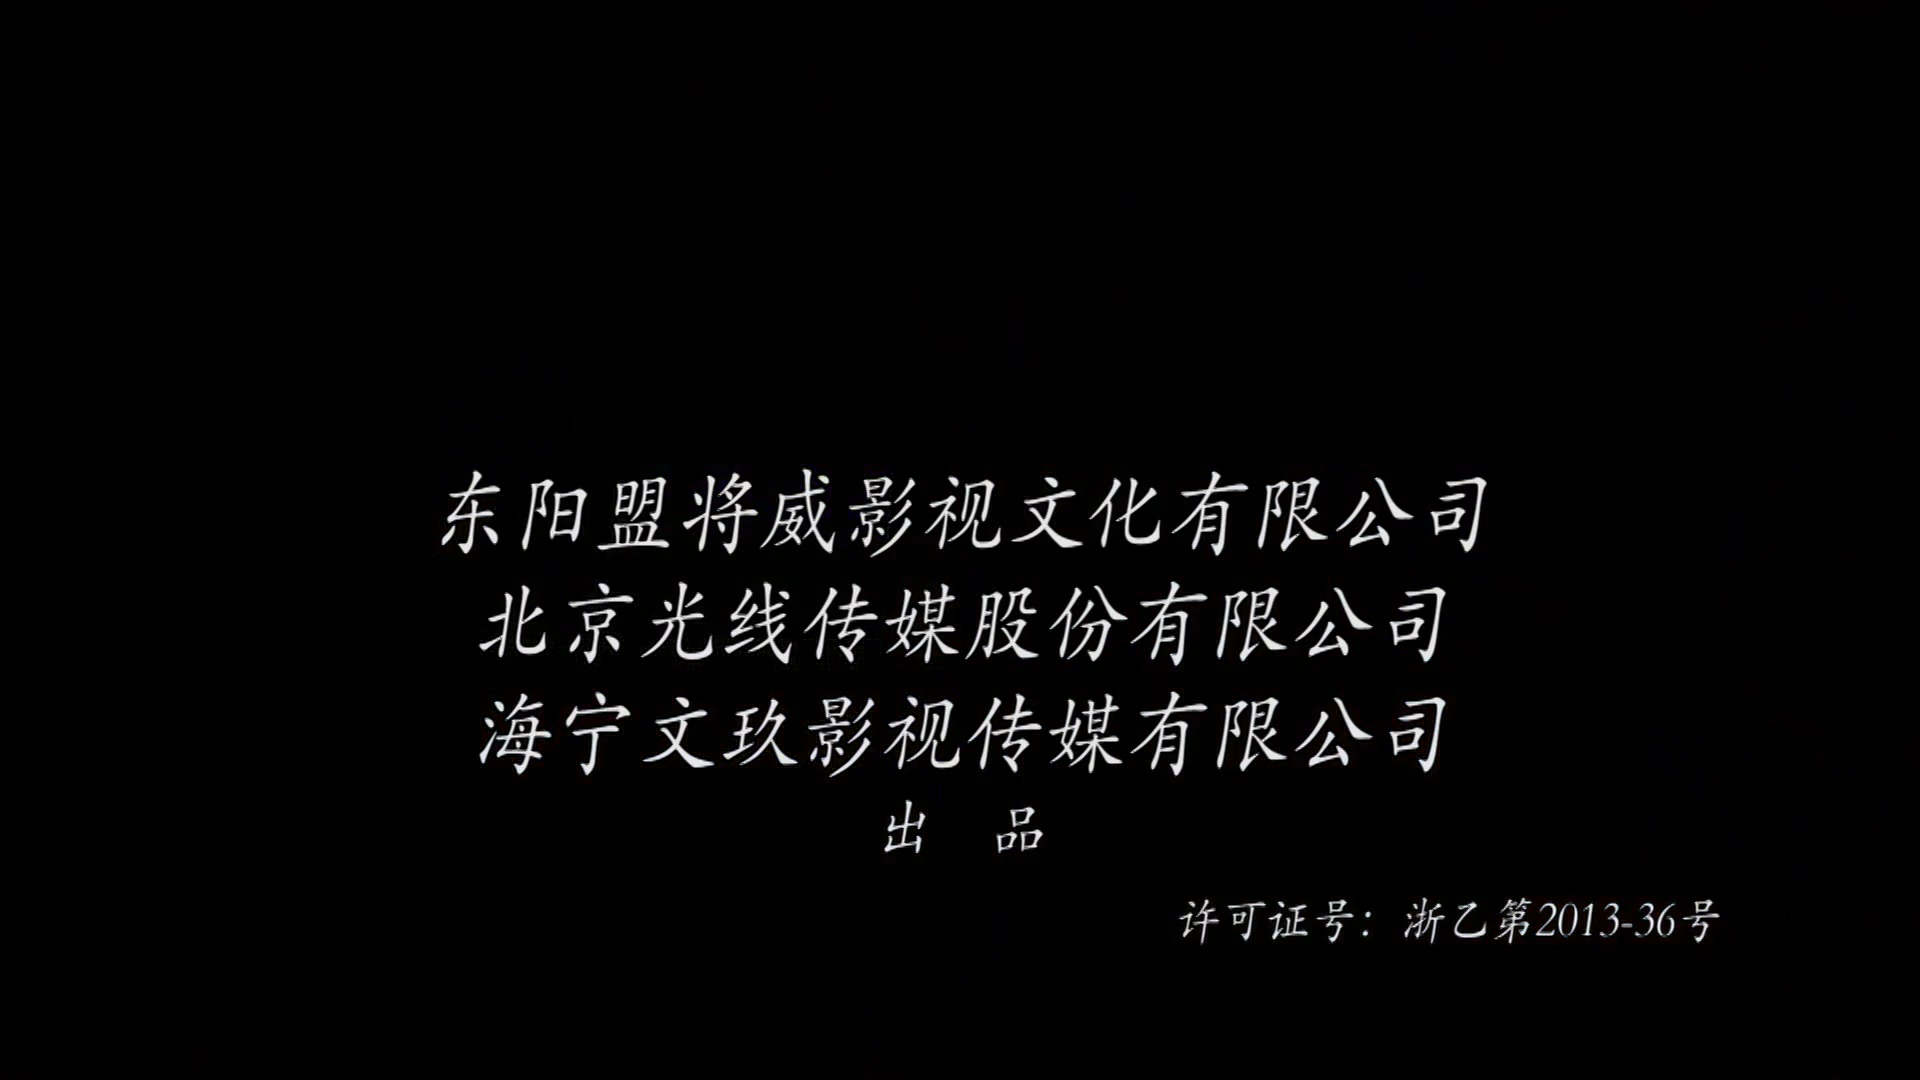 东阳盟将威影视文化有限公司
北京光线传媒股份有限公司
海宁文玖影视传媒有限公司
出 品
许可证号：浙乙第2013-36号